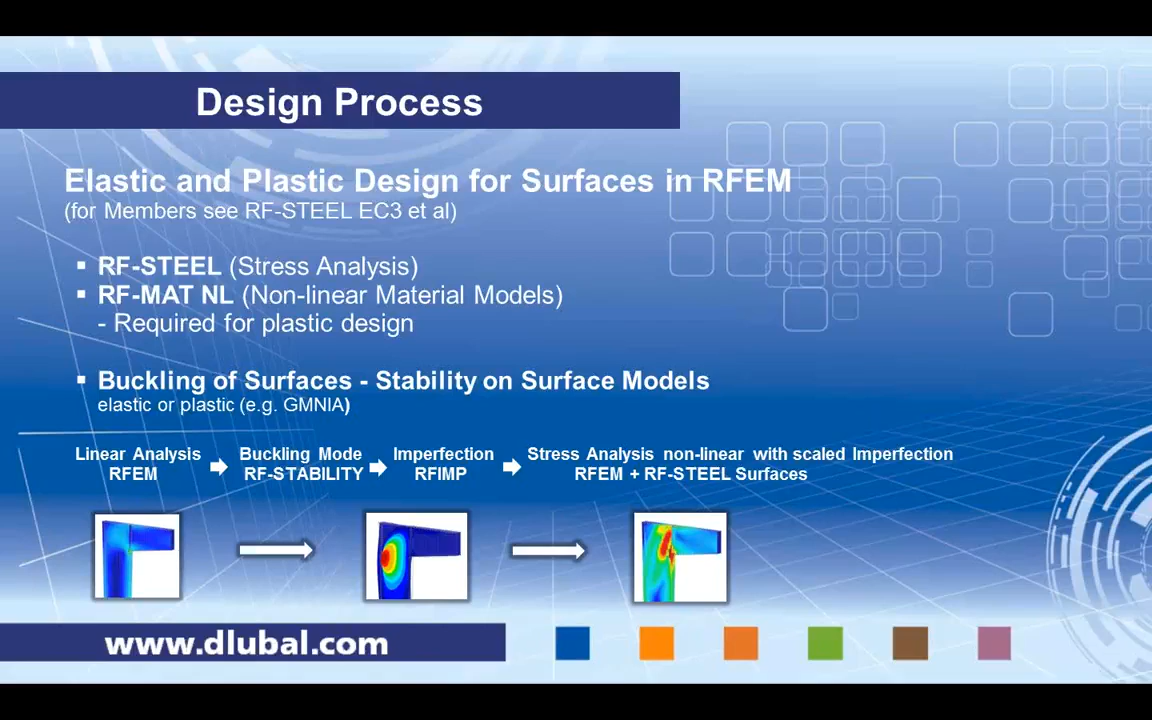 Design Process
Elastic and Plastic Design for Surfaces in RFEM
(for Members see RF-STEEL EC3 et al)
▪ RF-STEEL (Stress Analysis)
▪ RF-MAT NL (Non-linear Material Models)
- Required for plastic design
▪ Buckling of Surfaces - Stability on Surface Models
elastic or plastic (e.g. GMNIA)
Linear Analysis
RFEM
Buckling Mode
RF-STABILITY
Imperfection
RFIMP
Stress Analysis non-linear with scaled Imperfection
RFEM + RF-STEEL Surfaces
www.dlubal.com